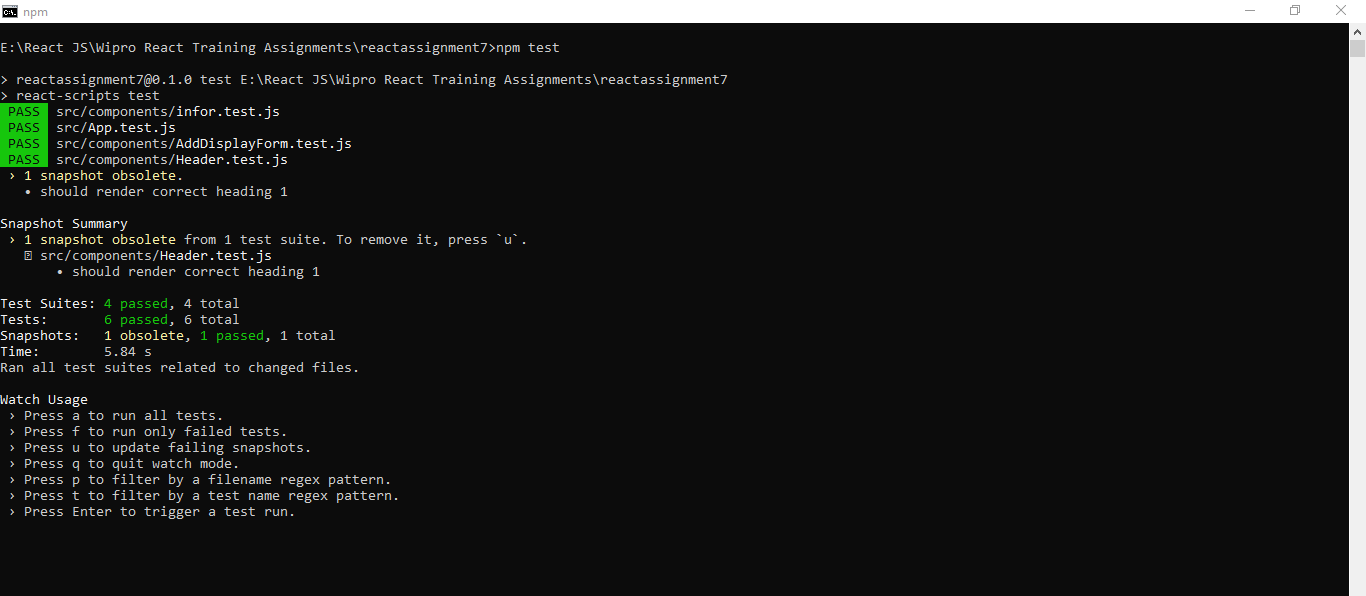 npm
E:\React JS\Wipro React Training Assignments\reactassignment7>npm test
> reactassignment7@0.1.0 test E:\React JS\Wipro React Training Assignments\reactassignment7
> react-scripts test
PASS src/components/infor.test.js
PASS src/App.test.js
PASS src/components/AddDisplayForm.test.js
PASS src/components/Header.test.js
› 1 snapshot obsolete.
• should render correct heading 1
Snapshot Summary
› 1 snapshot obsolete from 1 test suite. To remove it, press `u`.
src/components/Header.test.js
• should render correct heading 1
Test Suites: 4 passed, 4 total
Tests: 6 passed, 6 total
Snapshots: 1 obsolete, 1 passed, 1 total
Time: 5.84 s
Ran all test suites related to changed files.
Watch Usage
› Press a to run all tests.
› Press f to run only failed tests.
› Press u to update failing snapshots.
› Press q to quit watch mode.
› Press p to filter by a filename regex pattern.
› Press t to filter by a test name regex pattern.
› Press Enter to trigger a test run.